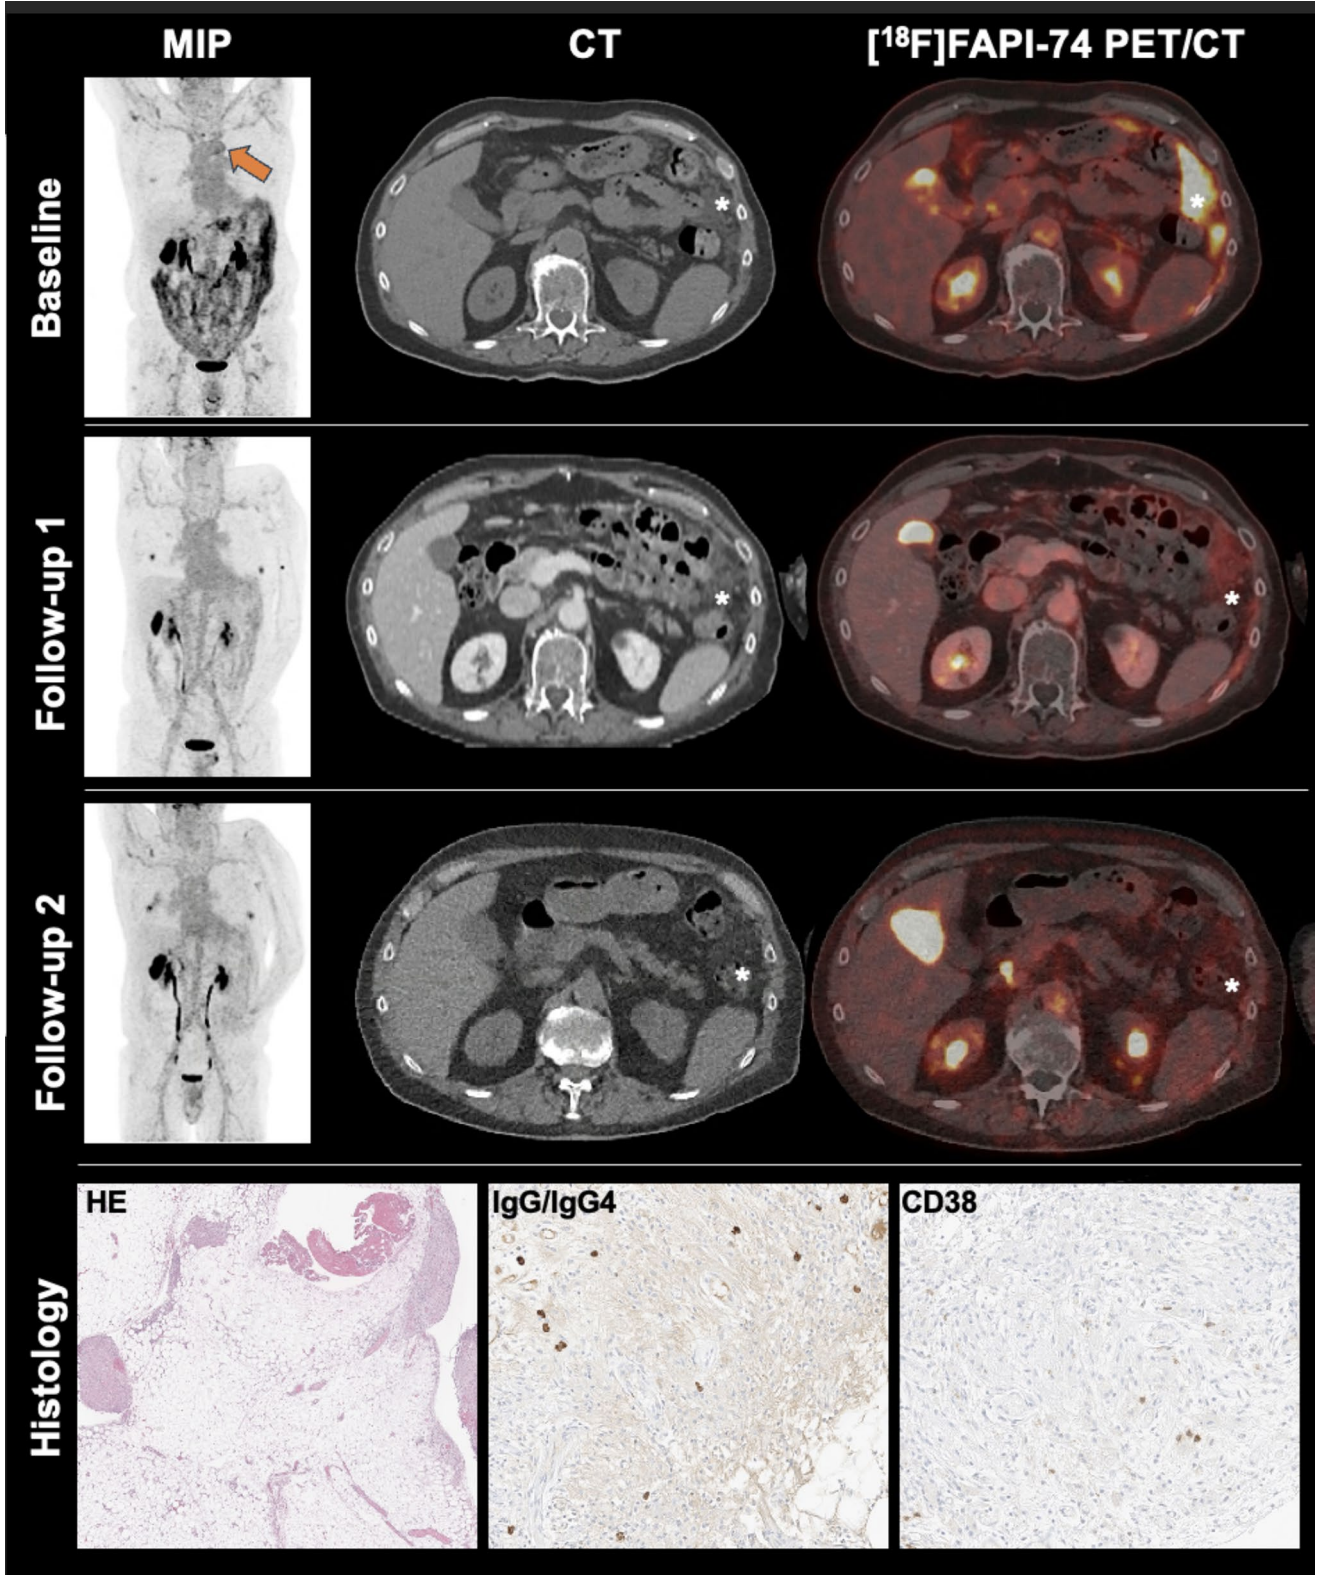 MIP CT [¹⁸F]FAPI-74 PET/CT
Baseline
*
*
Follow-up 1
*
*
Follow-up 2
*
*
Histology
HE IgG/IgG4 CD38